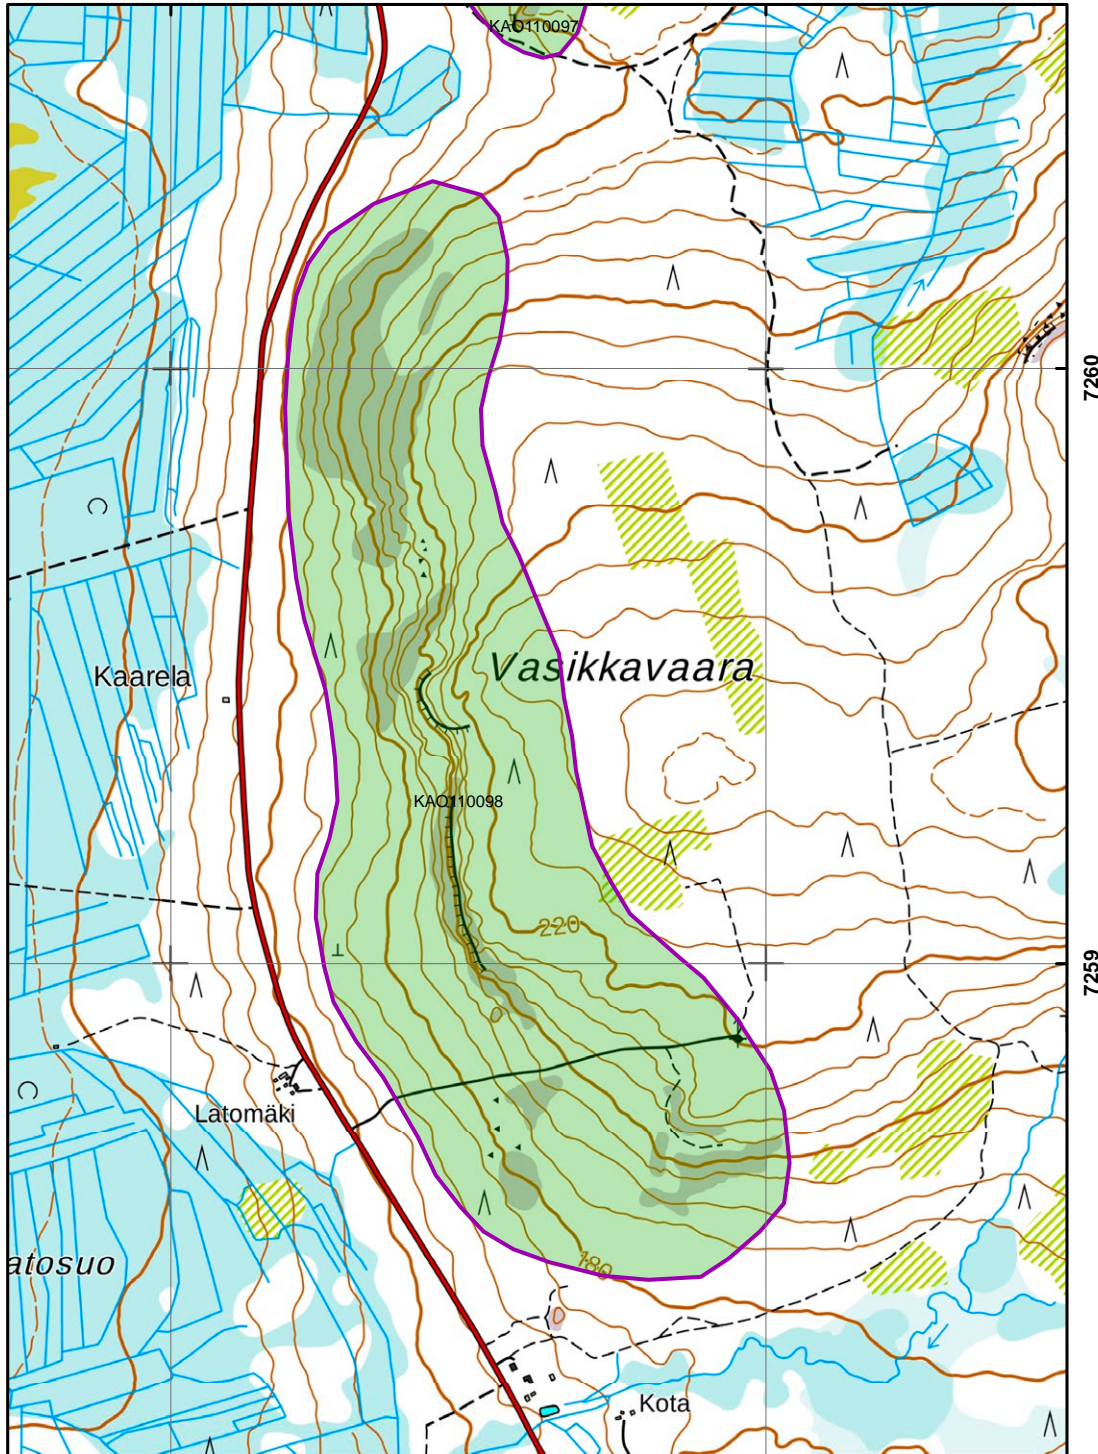 KAO110097
7260
Kaarela
Vasikkavaara
KAO110098
220
7259
Latomäki
atosuo
180
Kota